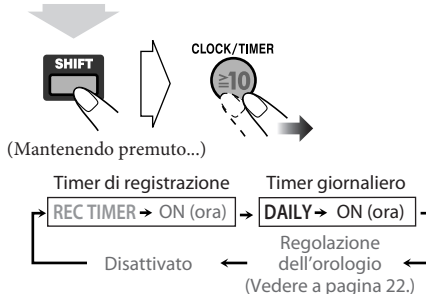 SHIFT
CLOCK/TIMER
≧10
(Mantenendo premuto...)
Timer di registrazione
Timer giornaliero
REC TIMER → ON (ora) → DAILY → ON (ora)
Disattivato ← Regolazione
dell'orologio ←
(Vedere a pagina 22.)